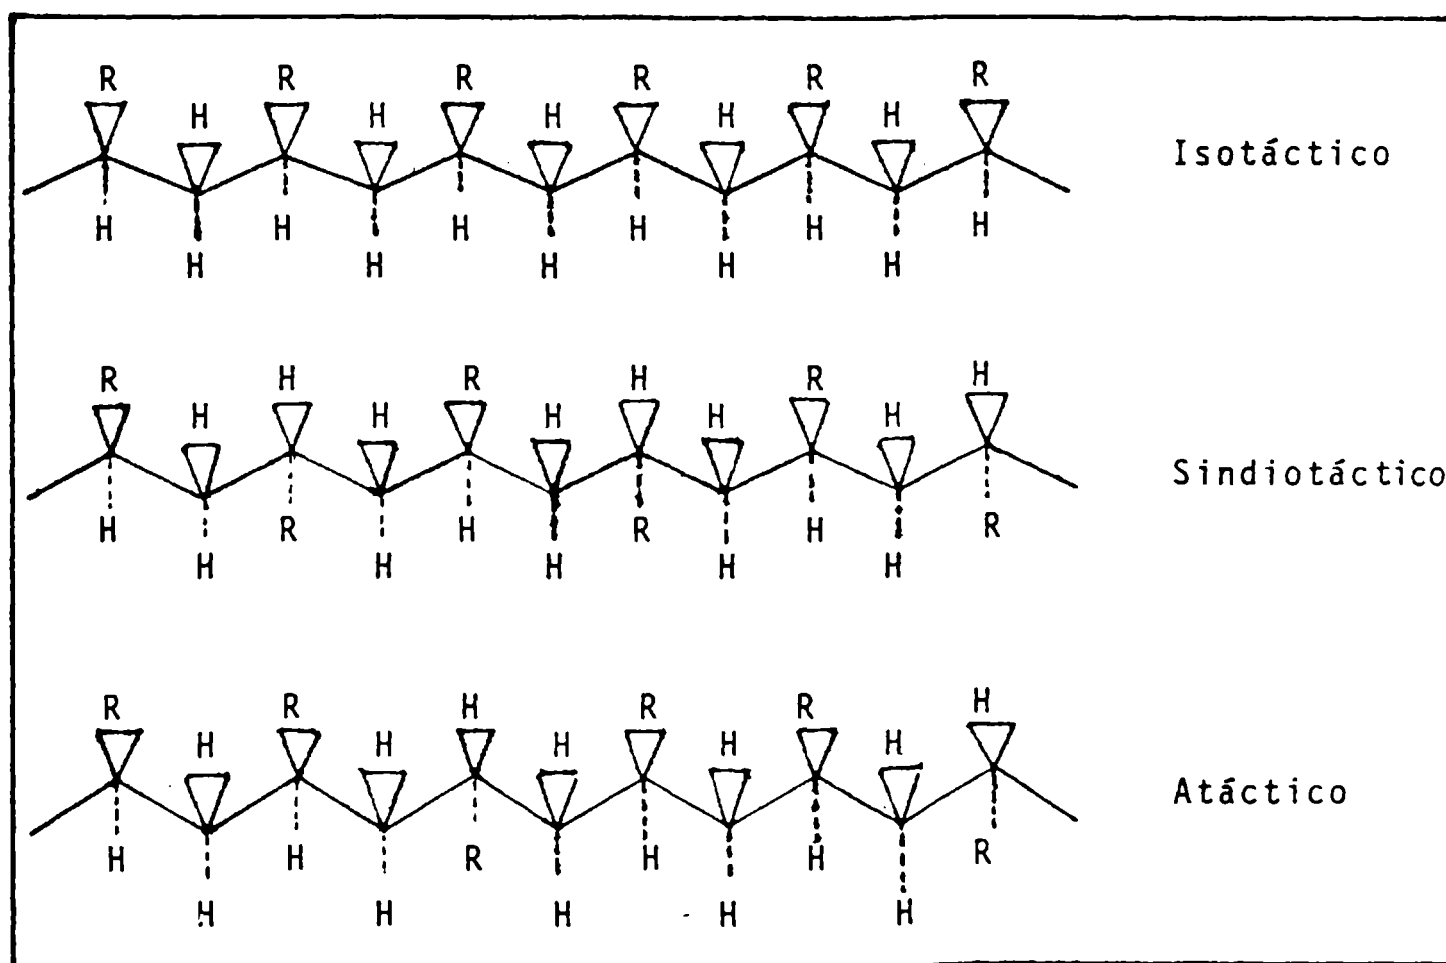 R R R R R R
H H H H H
Isotáctico
H H H H H H
H H H H H
R H R H R H
H H H H H
Sindiotáctico
H R H R H R
H H H H H
R R H R R H
H H H H H
Atáctico
H H R H H R
H H H H H